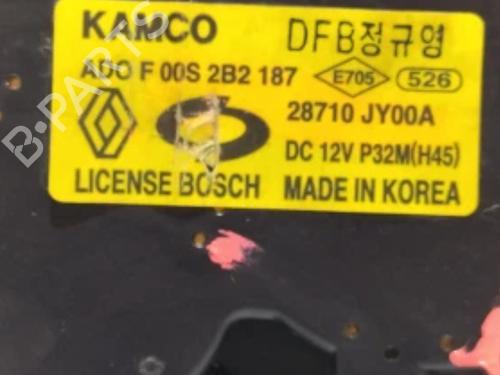 KAMCO DFB정규영
ADO F 00S 2B2 187 E705 526
28710 JY00A
DC 12V P32M(H45)
LICENSE BOSCH MADE IN KOREA
B-PARTS